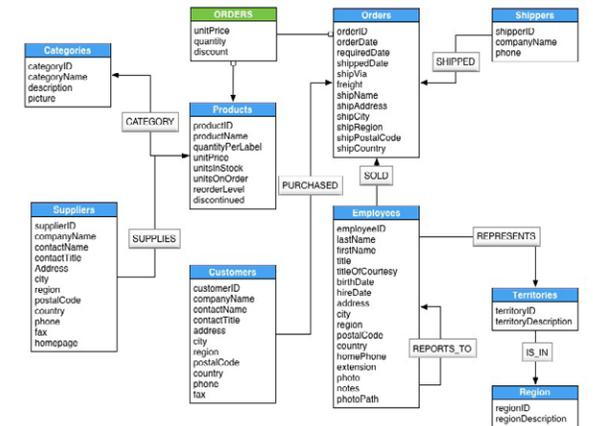 ORDERS
unitPrice
quantity
discount
Orders
orderID
orderDate
requiredDate
shippedDate
shipVia
freight
shipName
shipAddress
shipCity
shipRegion
shipPostalCode
shipCountry
Shippers
shipperID
companyName
phone
SHIPPED
Categories
categoryID
categoryName
description
picture
CATEGORY
Products
productID
productName
quantityPerLabel
unitPrice
unitsInStock
unitsOnOrder
reorderLevel
discontinued
PURCHASED
SOLD
Suppliers
supplierID
companyName
contactName
contactTitle
Address
city
region
postalCode
country
phone
fax
homepage
SUPPLIES
Customers
customerID
companyName
contactName
contactTitle
address
city
region
postalCode
country
phone
fax
Employees
employeeID
lastName
firstName
title
titleOfCourtesy
birthDate
hireDate
address
city
region
postalCode
country
homePhone
extension
photo
notes
photoPath
REPRESENTS
REPORTS_TO
Territories
territoryID
territoryDescription
IS_IN
Region
regionID
regionDescription